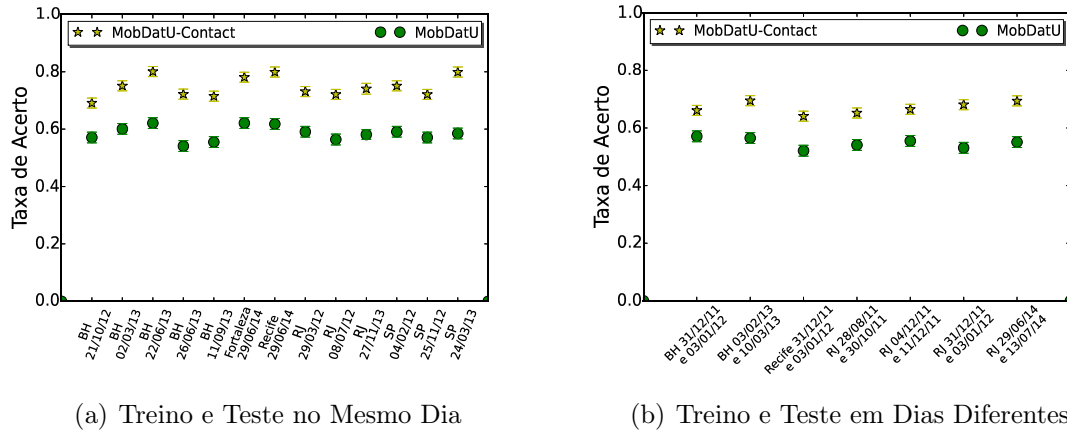 1.0
0.8
0.6
0.4
0.2
0.0
Taxa de Acerto
MobDatU-Contact
MobDatU
BH
21/10/12
BH
02/03/13
BH
22/06/13
BH
26/06/13
BH
11/09/13
Fortaleza
29/06/14
Recife
29/06/14
RJ
29/03/12
RJ
08/07/12
RJ
27/11/13
SP
04/02/12
SP
25/11/12
SP
24/03/13
(a) Treino e Teste no Mesmo Dia
1.0
0.8
0.6
0.4
0.2
0.0
Taxa de Acerto
MobDatU-Contact
MobDatU
BH 31/12/11
e 03/01/12
BH 03/02/13
e 10/03/13
Recife 31/12/11
e 03/01/12
RJ 28/08/11
e 30/10/11
RJ 04/12/11
e 11/12/11
RJ 31/12/11
e 03/01/12
RJ 29/06/14
e 13/07/14
(b) Treino e Teste em Dias Diferentes